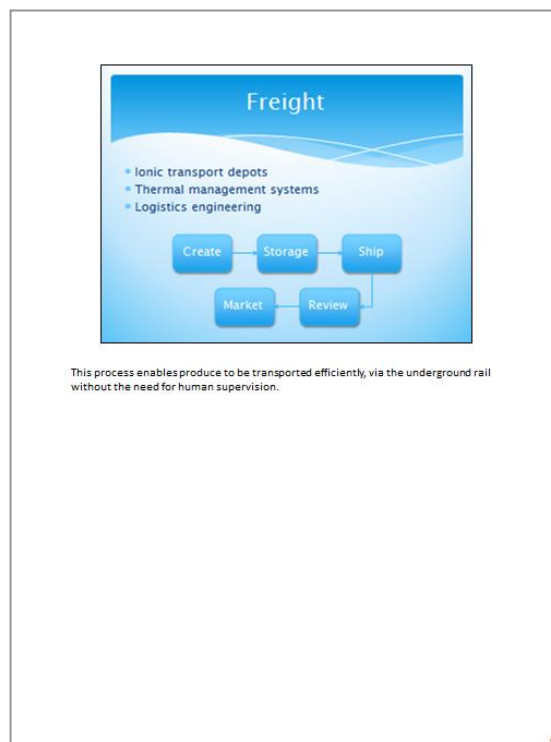 Freight
Ionic transport depots
Thermal management systems
Logistics engineering
Create Storage Ship
Market Review
This process enables produce to be transported efficiently, via the underground rail
without the need for human supervision.